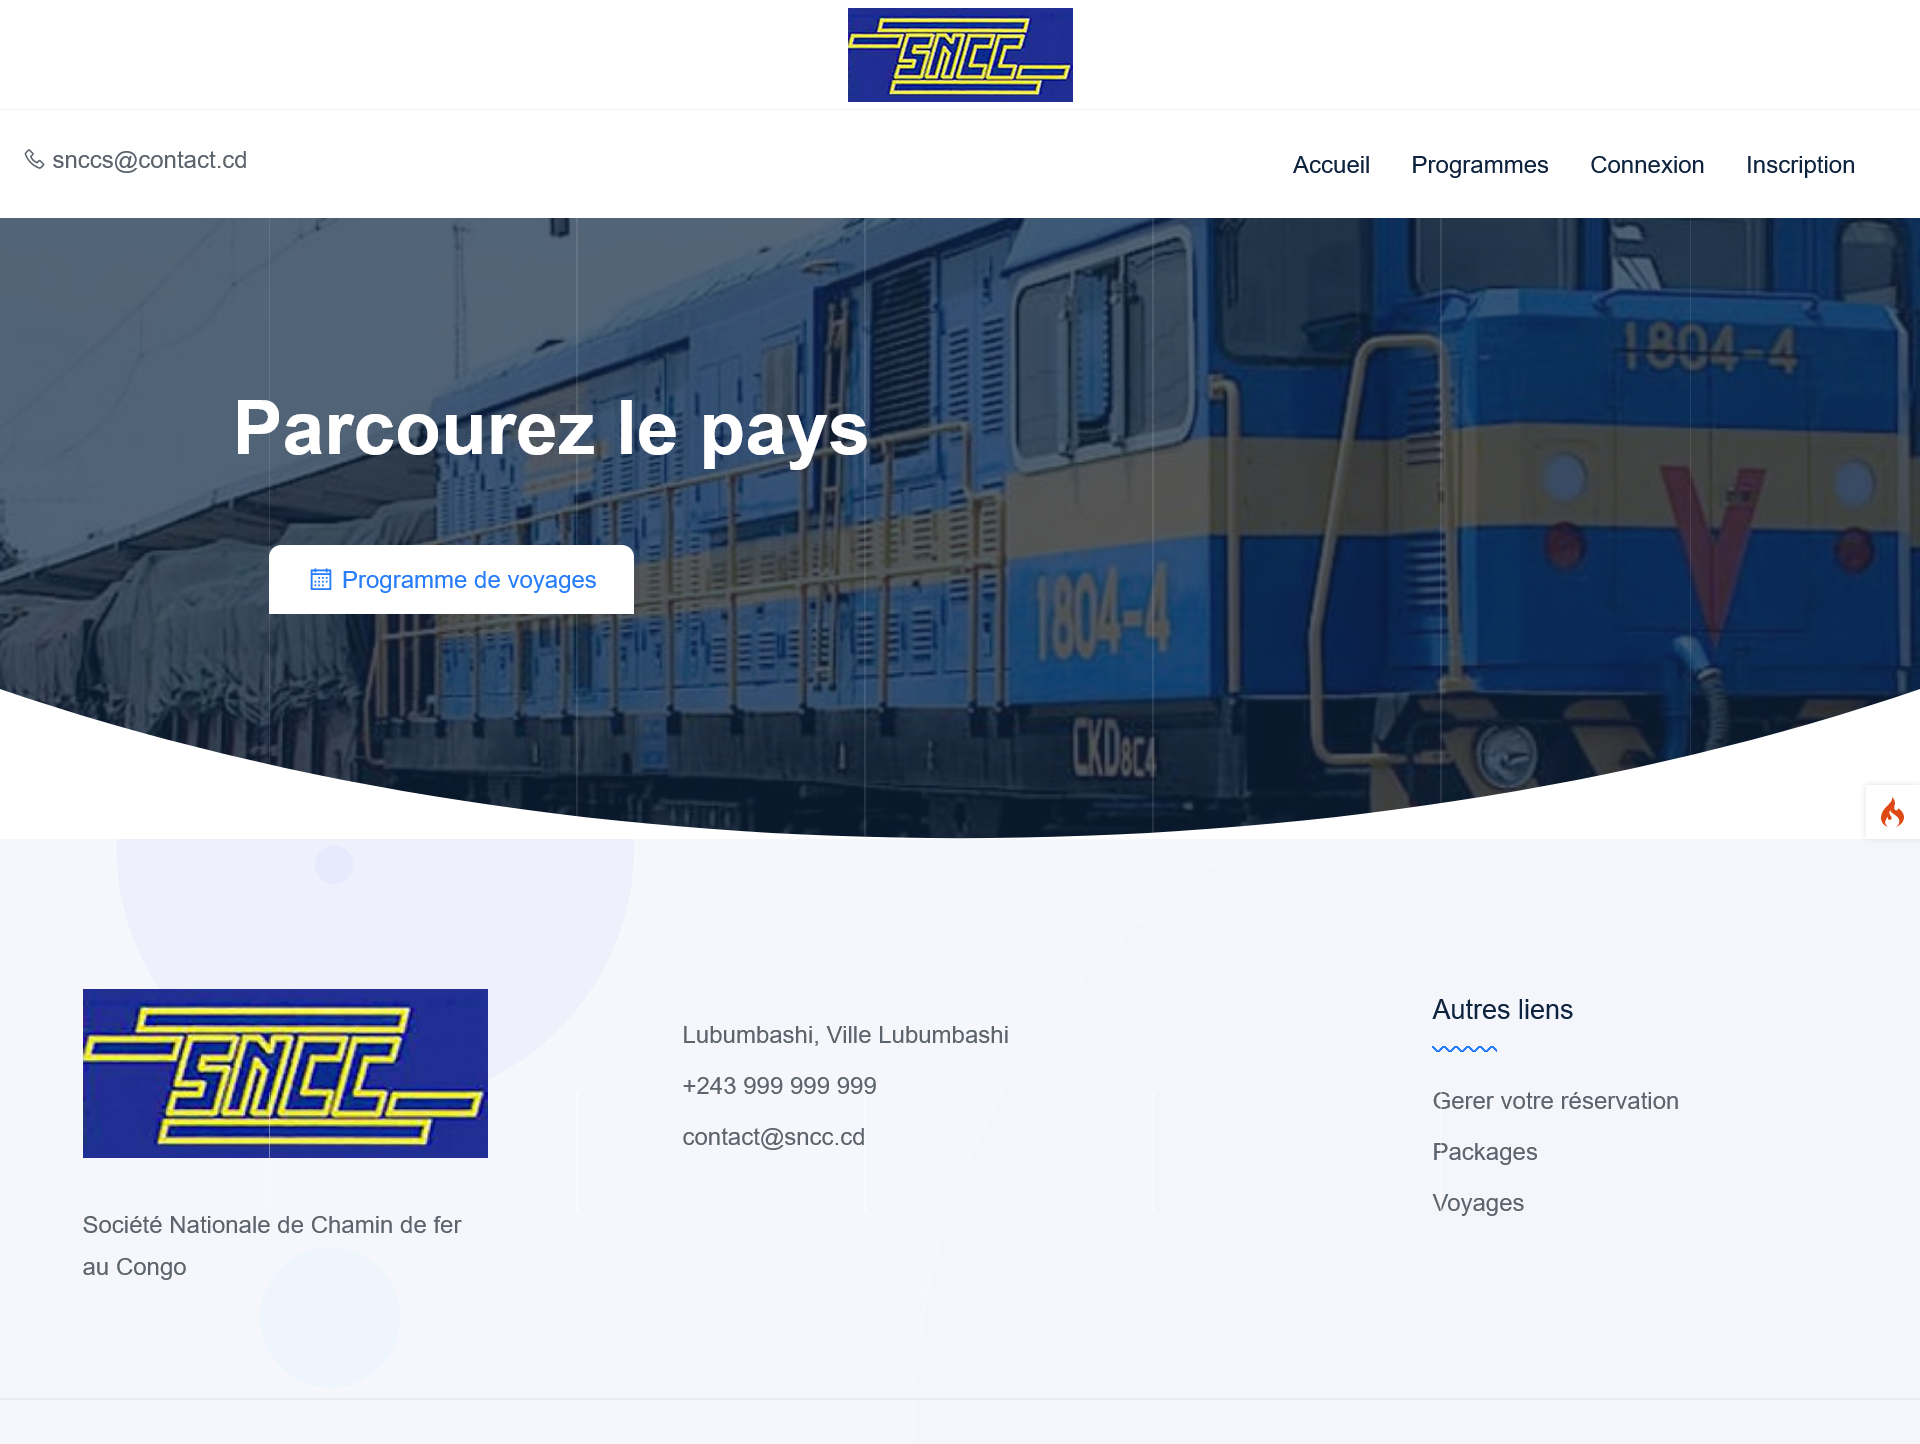 SNCC
snccs@contact.cd
Accueil Programmes Connexion Inscription
1804-4
Parcourez le pays
Programme de voyages
1804-4
CKD8C4
SNCC
Société Nationale de Chamin de fer
au Congo
Lubumbashi, Ville Lubumbashi
+243 999 999 999
contact@sncc.cd
Autres liens
Gerer votre réservation
Packages
Voyages